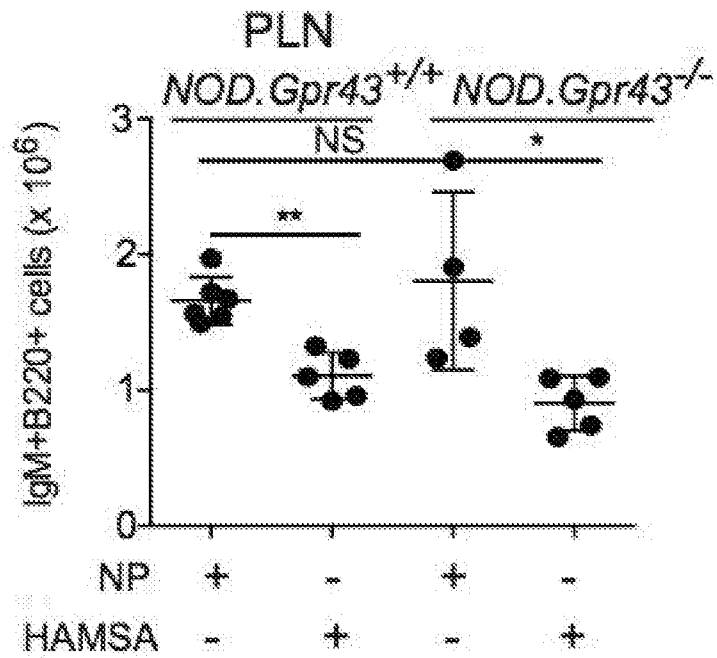 PLN
NOD.Gpr43+/+ NOD.Gpr43-/-
IgM+B220+ cells (x 10⁶)
3
NS *
**
2
1
0
NP + - + -
HAMSA - + - +